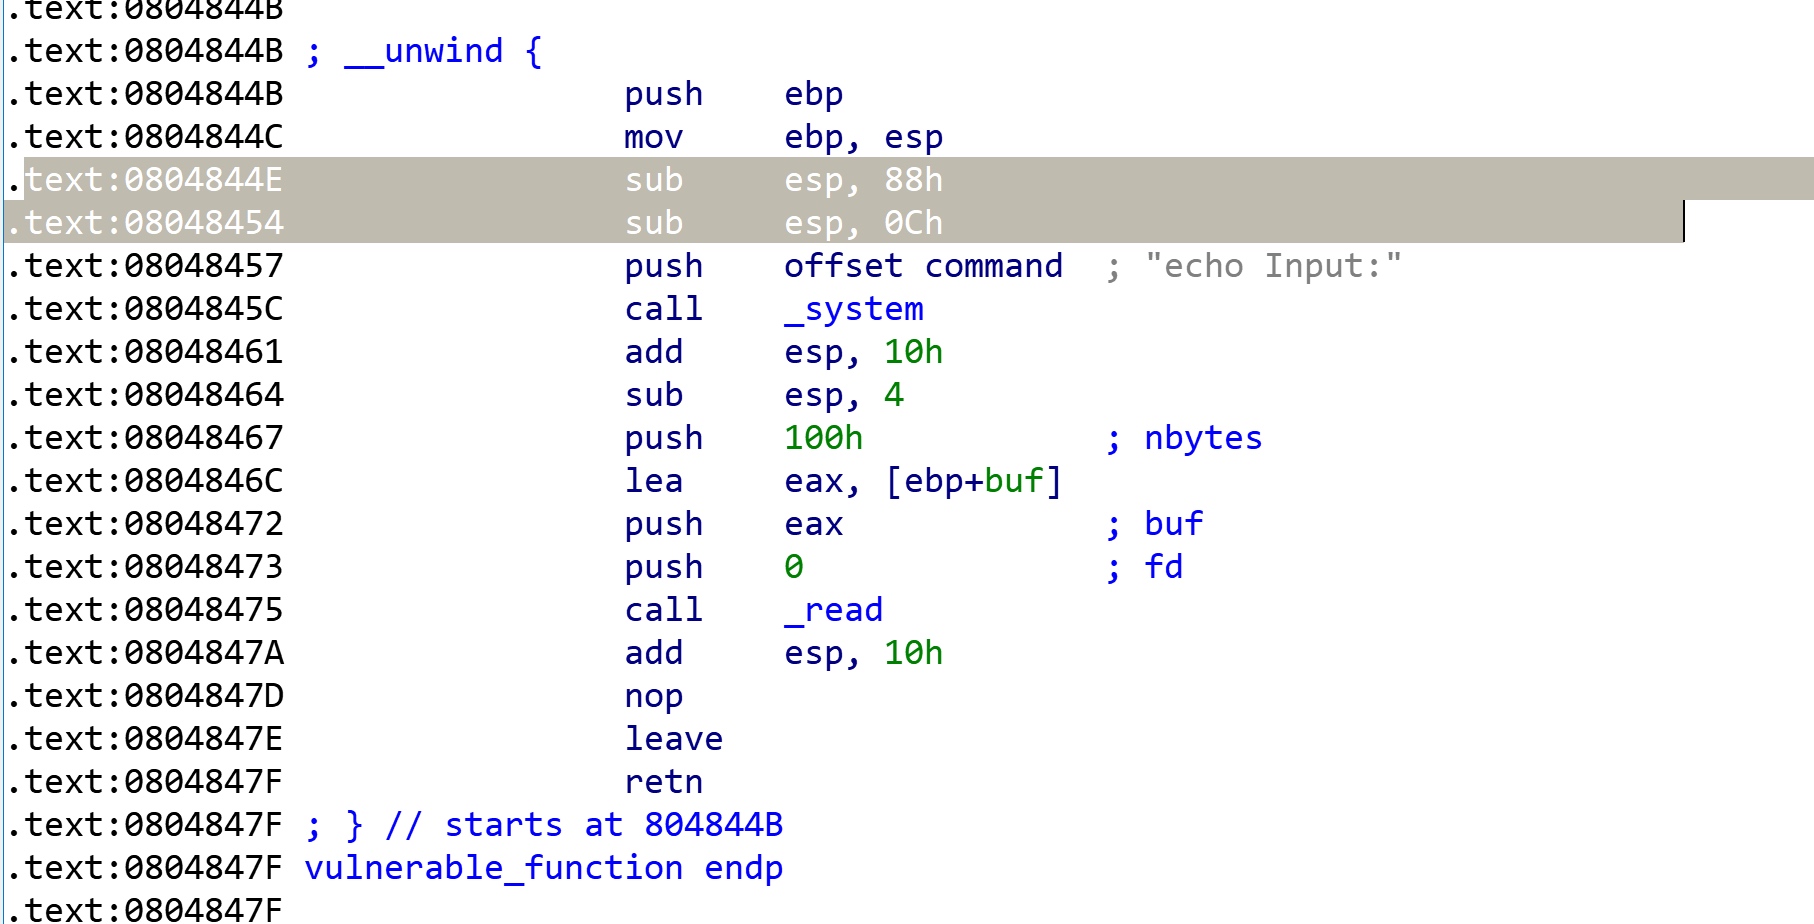 .text:0804844B
.text:0804844B ; __unwind {
.text:0804844B push ebp
.text:0804844C mov ebp, esp
.text:0804844E sub esp, 88h
.text:08048454 sub esp, 0Ch
.text:08048457 push offset command ; "echo Input:"
.text:0804845C call _system
.text:08048461 add esp, 10h
.text:08048464 sub esp, 4
.text:08048467 push 100h ; nbytes
.text:0804846C lea eax, [ebp+buf]
.text:08048472 push eax ; buf
.text:08048473 push 0 ; fd
.text:08048475 call _read
.text:0804847A add esp, 10h
.text:0804847D nop
.text:0804847E leave
.text:0804847F retn
.text:0804847F ; } // starts at 804844B
.text:0804847F vulnerable_function endp
.text:0804847F